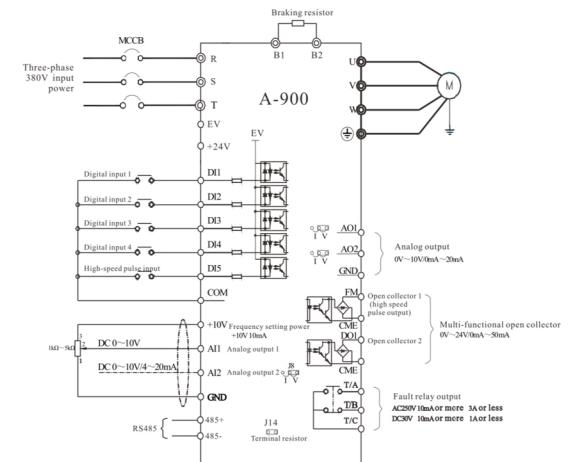 Braking resistor
MCCB
B1 B2
Three-phase
380V input
power
R
S
T
U
V
W
M
A-900
EV
+24V
EV
Digital input 1
DI1
Digital input 2
DI2
Digital input 3
DI3
Digital input 4
DI4
High-speed pulse input
DI5
COM
I V
AO1
I V
AO2
GND
Analog output
0V～10V/0mA～20mA
FM
Open collector 1
(high speed
pulse output)
CME
DO1
Open collector 2
CME
Multi-functional open collector
0V～24V/0mA～50mA
+10V
Frequency setting power
+10V 10mA
3
2
1
1kΩ～5kΩ
DC 0～10V
AI1
Analog output 1
DC 0～10V/4～20mA
AI2
Analog output 2
J8
I V
GND
T/A
T/B
T/C
Fault relay output
AC250V 10mA or more 3A or less
DC30V 10mA or more 1A or less
RS485
485+
485-
J14
Terminal resistor